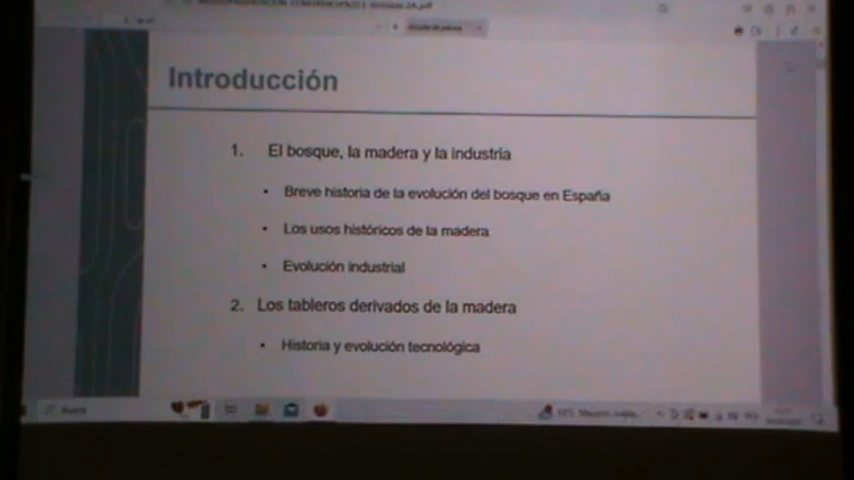 Introducción
1. El bosque, la madera y la industria
• Breve historia de la evolución del bosque en España
• Los usos históricos de la madera
• Evolución industrial
2. Los tableros derivados de la madera
• Historia y evolución tecnológica